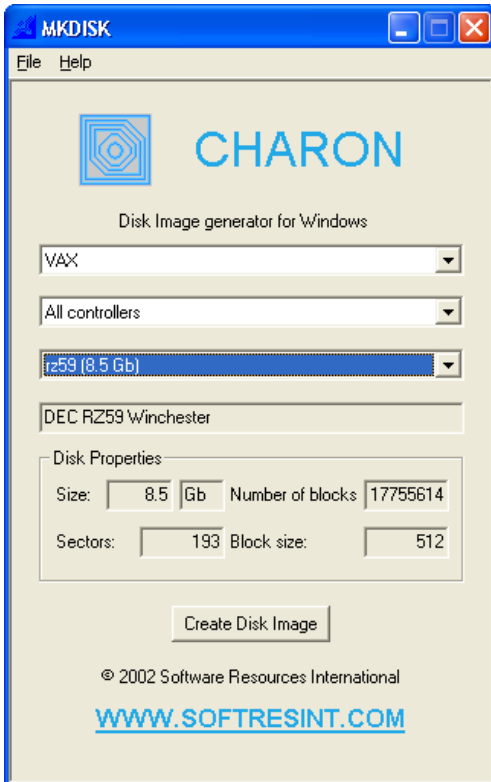 MKDISK
File Help
CHARON
Disk Image generator for Windows
VAX
All controllers
rz59 (8.5 Gb)
DEC RZ59 Winchester
Disk Properties
Size: 8.5 Gb Number of blocks 17755614
Sectors: 193 Block size: 512
Create Disk Image
© 2002 Software Resources International
WWW.SOFTRESINT.COM